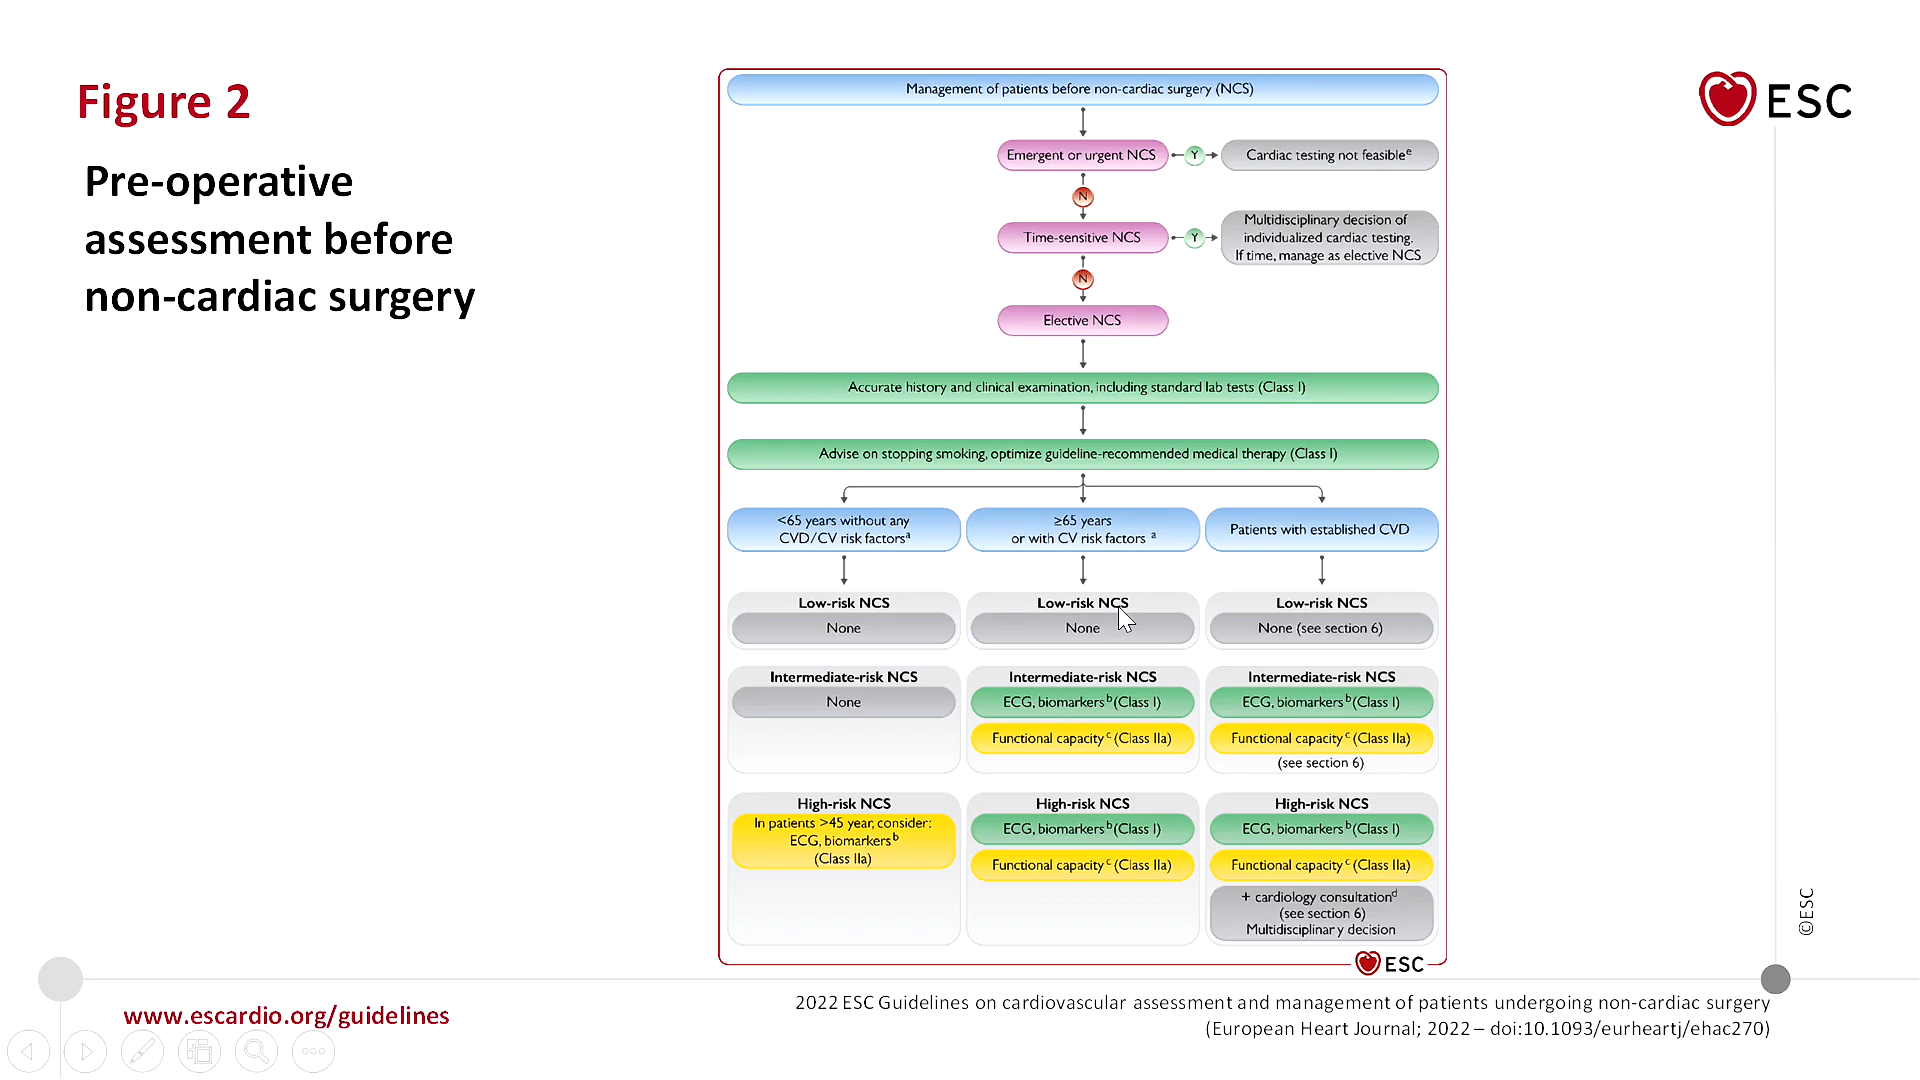 Figure 2
Pre-operative
assessment before
non-cardiac surgery
ESC
Management of patients before non-cardiac surgery (NCS)
Emergent or urgent NCS
Y
Cardiac testing not feasible^e
N
Time-sensitive NCS
Y
Multidisciplinary decision of
individualized cardiac testing.
If time, manage as elective NCS
N
Elective NCS
Accurate history and clinical examination, including standard lab tests (Class I)
Advise on stopping smoking, optimize guideline-recommended medical therapy (Class I)
<65 years without any
CVD/CV risk factors^a
≥65 years
or with CV risk factors ^a
Patients with established CVD
Low-risk NCS
None
Low-risk NCS
None
Low-risk NCS
None (see section 6)
Intermediate-risk NCS
None
Intermediate-risk NCS
ECG, biomarkers^b (Class I)
Functional capacity^c (Class IIa)
Intermediate-risk NCS
ECG, biomarkers^b (Class I)
Functional capacity^c (Class IIa)
(see section 6)
High-risk NCS
In patients >45 year, consider:
ECG, biomarkers^b
(Class IIa)
High-risk NCS
ECG, biomarkers^b (Class I)
Functional capacity^c (Class IIa)
High-risk NCS
ECG, biomarkers^b (Class I)
Functional capacity^c (Class IIa)
+ cardiology consultation^d
(see section 6)
Multidisciplinary decision
ESC
©ESC
www.escardio.org/guidelines
2022 ESC Guidelines on cardiovascular assessment and management of patients undergoing non-cardiac surgery
(European Heart Journal; 2022 – doi:10.1093/eurheartj/ehac270)